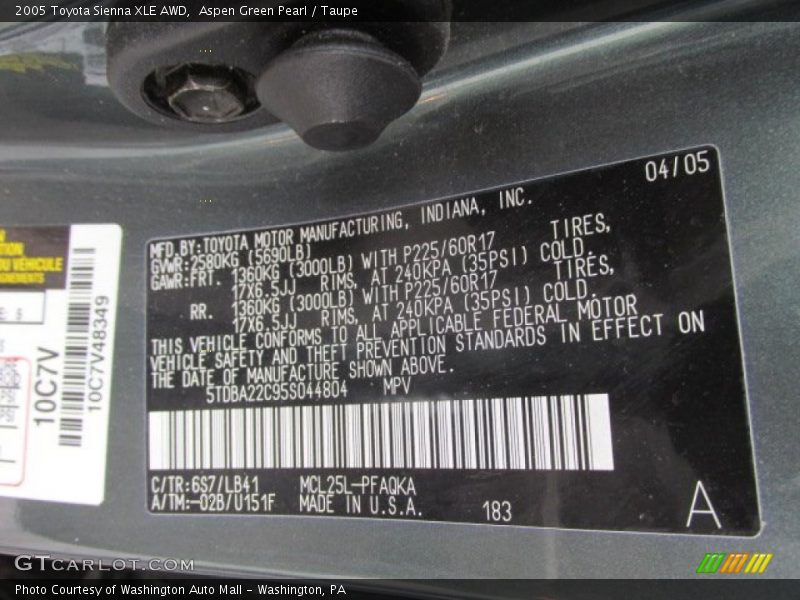 2005 Toyota Sienna XLE AWD, Aspen Green Pearl / Taupe
04/05
MFD.BY:TOYOTA MOTOR MANUFACTURING, INDIANA, INC.
GVWR:2580KG (5690LB)
GAWR:FRT. 1360KG (3000LB) WITH P225/60R17 TIRES,
17X6.5JJ RIMS, AT 240KPA (35PSI) COLD
RR. 1360KG (3000LB) WITH P225/60R17 TIRES,
17X6.5JJ RIMS, AT 240KPA (35PSI) COLD.
THIS VEHICLE CONFORMS TO ALL APPLICABLE FEDERAL MOTOR
VEHICLE SAFETY AND THEFT PREVENTION STANDARDS IN EFFECT ON
THE DATE OF MANUFACTURE SHOWN ABOVE.
5TDBA22C95S044804 MPV
C/TR:6S7/LB41 MCL25L-PFAQKA
A/TM:-02B/U151F MADE IN U.S.A. 183
A
VEHICLE
10C7V
10C7V48349
GTCARLOT.COM
Photo Courtesy of Washington Auto Mall - Washington, PA